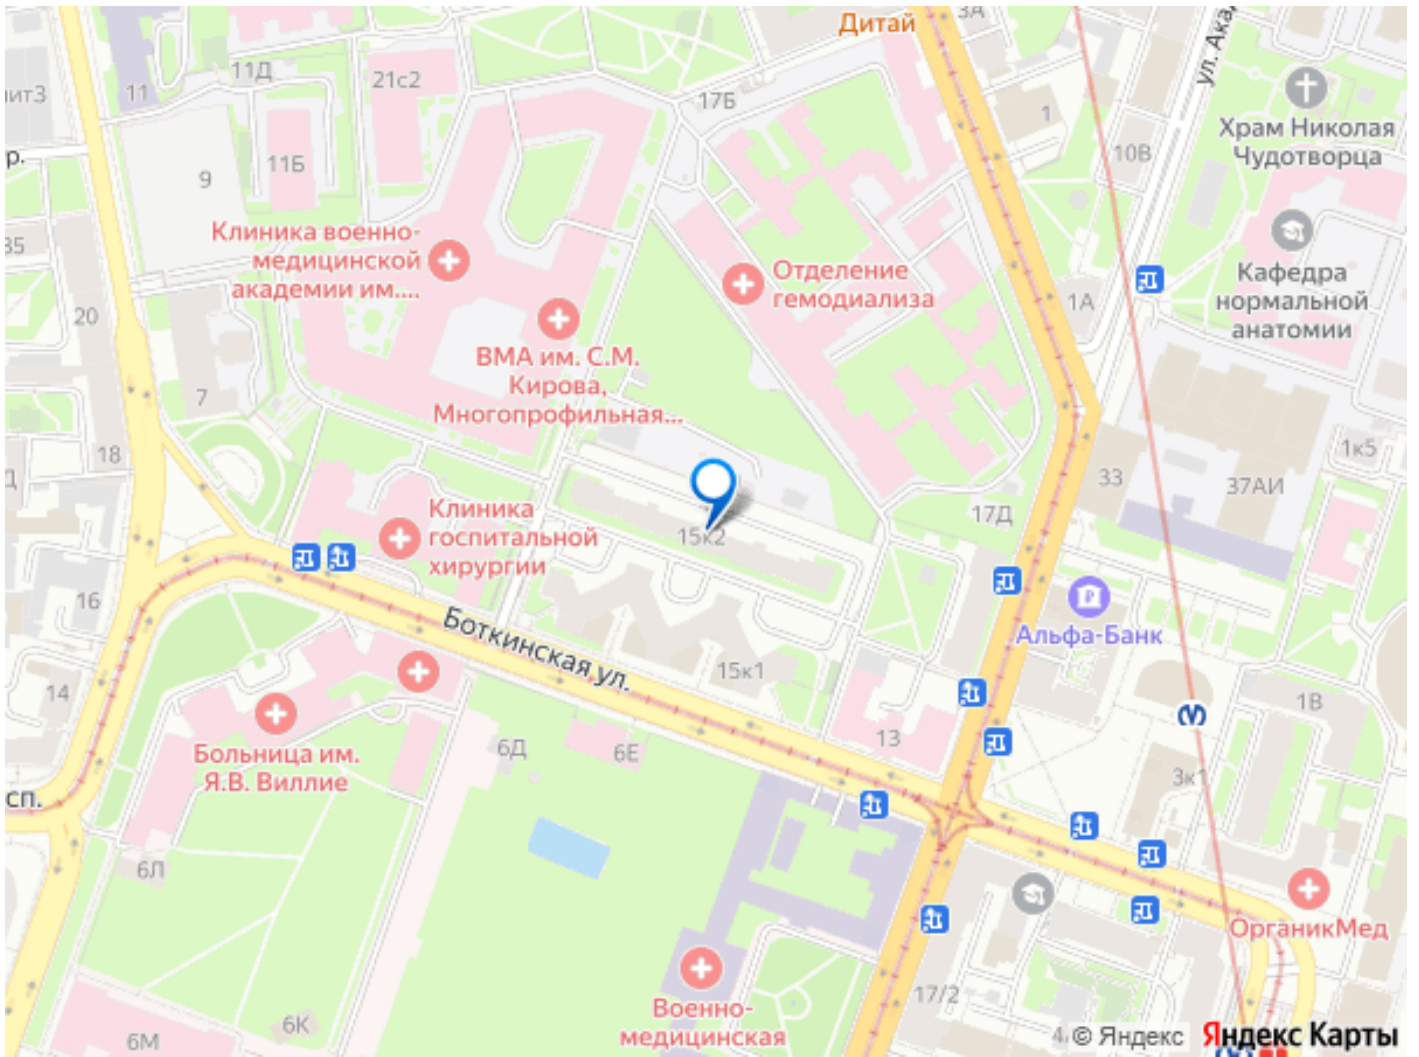 Дитай
3А
ул. Ака
11Д
21с2
11
17Б
1
Храм Николая
Чудотворца
10В
р.
11Б
9
Клиника военно-
медицинской
академии им....
35
Отделение
гемодиализа
Кафедра
нормальной
анатомии
1А
20
ВМА им. С.М.
Кирова,
Многопрофильная...
7
18
1к5
33
37АИ
Клиника
госпитальной
хирургии
17Д
15к2
16
Альфа-Банк
Боткинская ул.
15к1
14
1В
13
6Д
6Е
Больница им.
Я.В. Виллие
3к1
сп.
6Л
ОрганикМед
17/2
Военно-
медицинская
6К
6М
© Яндекс
Яндекс Карты